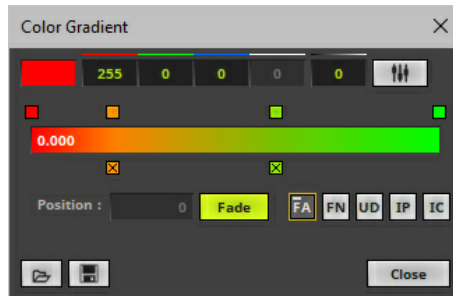 Color Gradient
255 0 0 0 0
0.000
Position : 0 Fade FA FN UD IP IC
Close